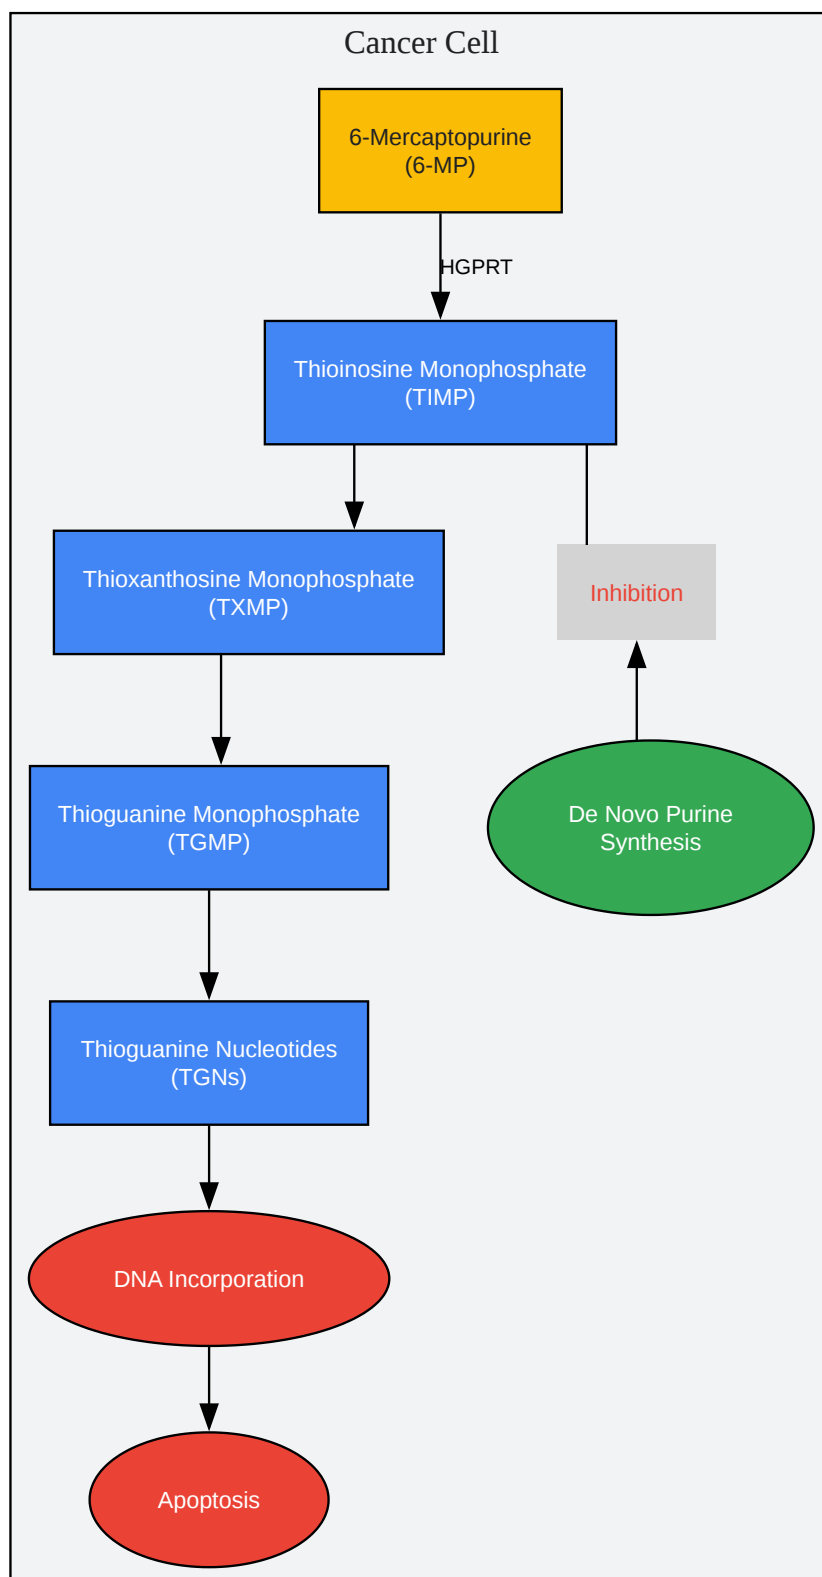 Cancer Cell
6-Mercaptopurine
(6-MP)
HGPRT
Thioinosine Monophosphate
(TIMP)
Thioxanthosine Monophosphate
(TXMP)
Inhibition
Thioguanine Monophosphate
(TGMP)
De Novo Purine
Synthesis
Thioguanine Nucleotides
(TGNs)
DNA Incorporation
Apoptosis